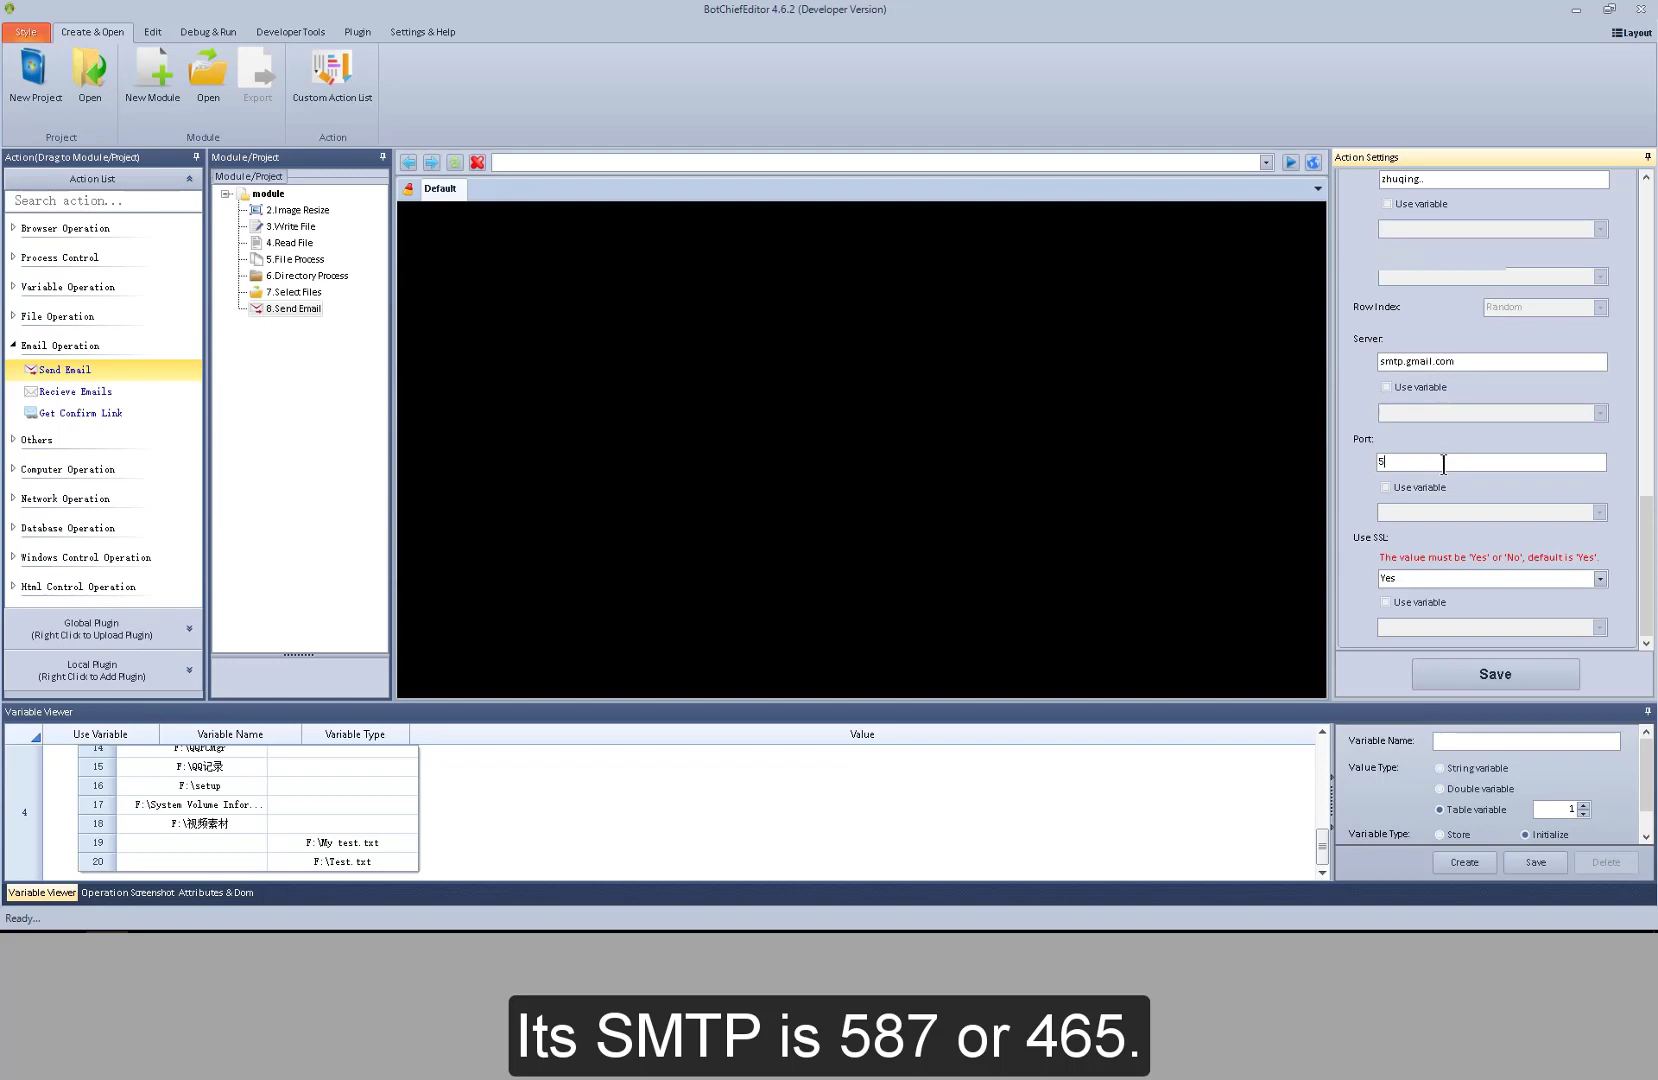 BotChiefEditor 4.6.2 (Developer Version)
Style
Create & Open
Edit
Debug & Run
Developer Tools
Plugin
Settings & Help
Layout
New Project
Open
New Module
Open
Export
Custom Action List
Project
Module
Action
Action(Drag to Module/Project)
Action List
Search action...
Browser Operation
Process Control
Variable Operation
File Operation
Email Operation
Send Email
Recieve Emails
Get Confirm Link
Others
Computer Operation
Network Operation
Database Operation
Windows Control Operation
Html Control Operation
Global Plugin
(Right Click to Upload Plugin)
Local Plugin
(Right Click to Add Plugin)
Module/Project
Module/Project
module
2.Image Resize
3.Write File
4.Read File
5.File Process
6.Directory Process
7.Select Files
8.Send Email
Default
Action Settings
zhuqing..
Use variable
Row Index:
Random
Server:
smtp.gmail.com
Use variable
Port:
5
Use variable
Use SSL:
The value must be 'Yes' or 'No', default is 'Yes'.
Yes
Use variable
Save
Variable Viewer
Use Variable
Variable Name
Variable Type
Value
4
14 F:\QQPCMgr
15 F:\QQ记录
16 F:\setup
17 F:\System Volume Infor...
18 F:\视频素材
19 F:\My test.txt
20 F:\Test.txt
Variable Name:
Value Type:
String variable
Double variable
Table variable
1
Variable Type:
Store
Initialize
Create
Save
Delete
Variable Viewer
Operation Screenshot
Attributes & Dom
Ready...
Its SMTP is 587 or 465.